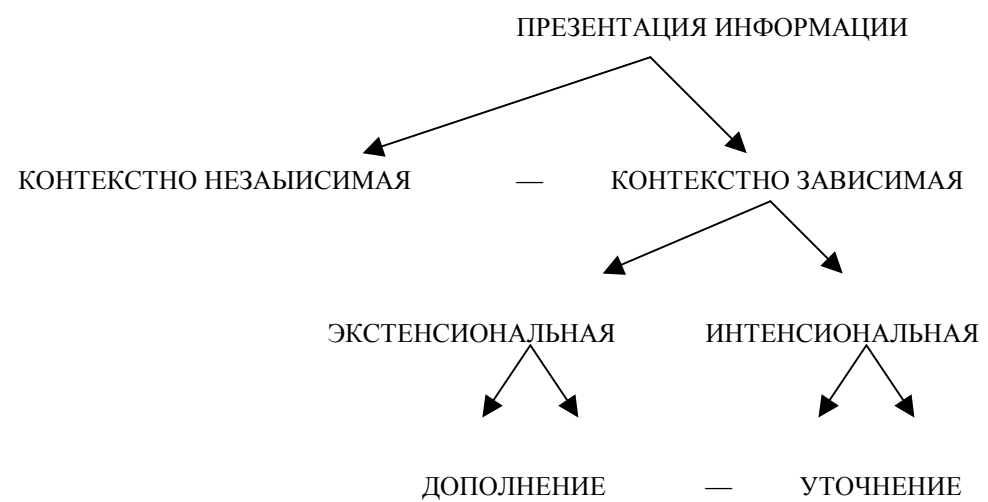 ПРЕЗЕНТАЦИЯ ИНФОРМАЦИИ
КОНТЕКСТНО НЕЗАЫИСИМАЯ — КОНТЕКСТНО ЗАВИСИМАЯ
ЭКСТЕНСИОНАЛЬНАЯ ИНТЕНСИОНАЛЬНАЯ
ДОПОЛНЕНИЕ — УТОЧНЕНИЕ